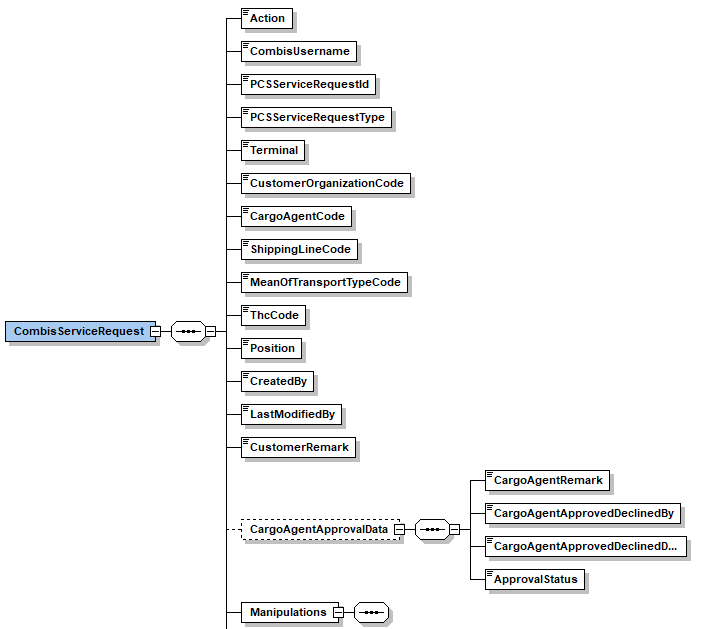 Action
CombisUsername
PCSServiceRequestId
PCSServiceRequestType
Terminal
CustomerOrganizationCode
CargoAgentCode
ShippingLineCode
MeanOfTransportTypeCode
ThcCode
CombisServiceRequest
Position
CreatedBy
LastModifiedBy
CustomerRemark
CargoAgentApprovalData
CargoAgentRemark
CargoAgentApprovedDeclinedBy
CargoAgentApprovedDeclinedD...
ApprovalStatus
Manipulations